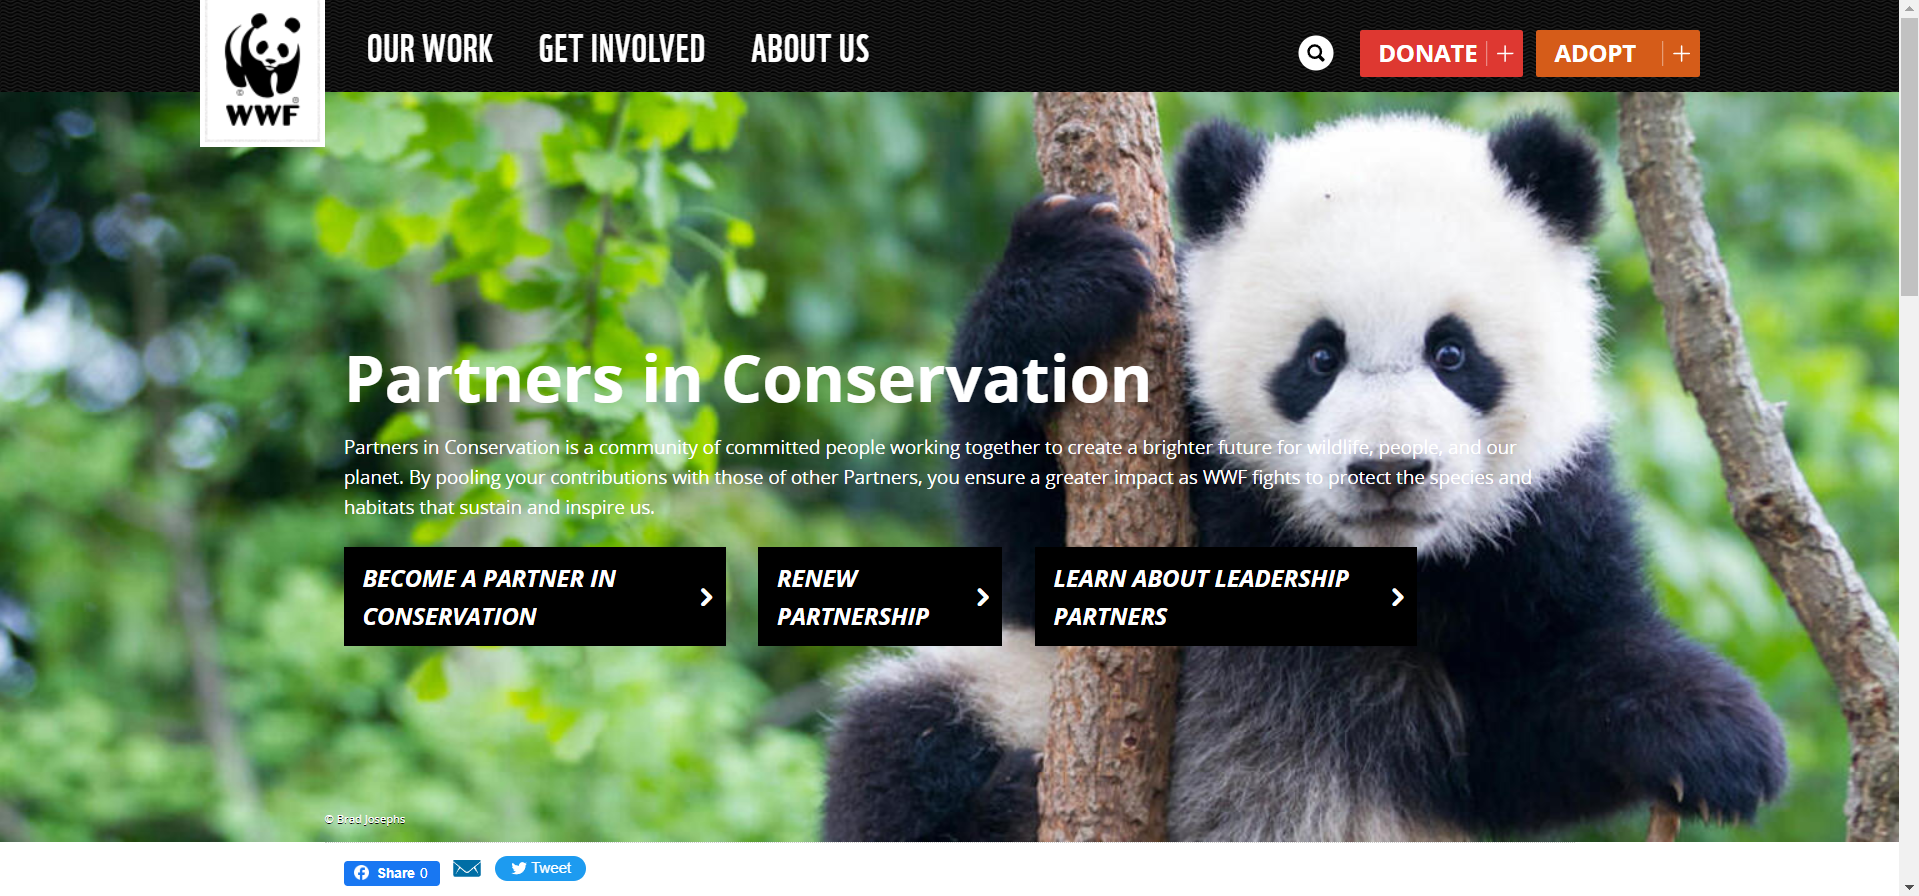 WWF
OUR WORK
GET INVOLVED
ABOUT US
DONATE
ADOPT
Partners in Conservation
Partners in Conservation is a community of committed people working together to create a brighter future for wildlife, people, and our
planet. By pooling your contributions with those of other Partners, you ensure a greater impact as WWF fights to protect the species and
habitats that sustain and inspire us.
BECOME A PARTNER IN
CONSERVATION
RENEW
PARTNERSHIP
LEARN ABOUT LEADERSHIP
PARTNERS
© Brad Josephs
Share 0
Tweet